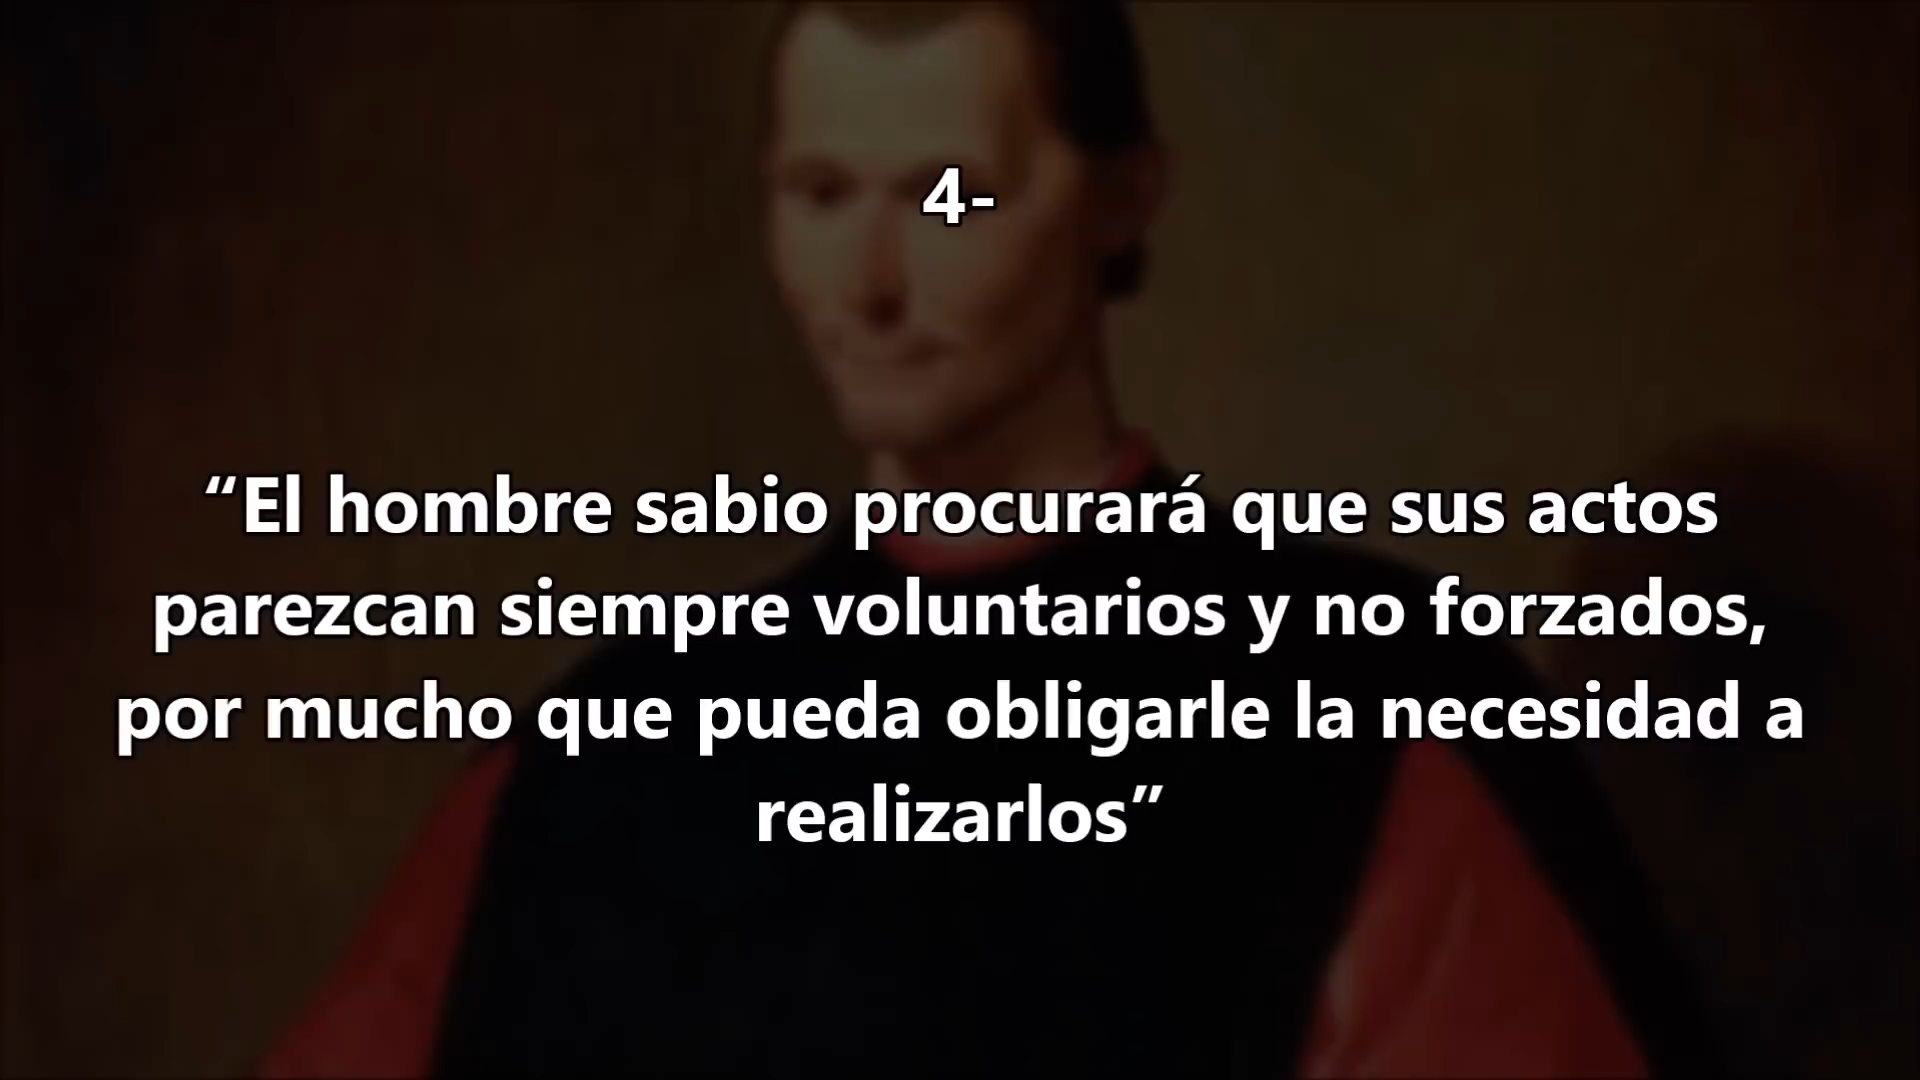 4-
“El hombre sabio procurará que sus actos
parezcan siempre voluntarios y no forzados,
por mucho que pueda obligarle la necesidad a
realizarlos”